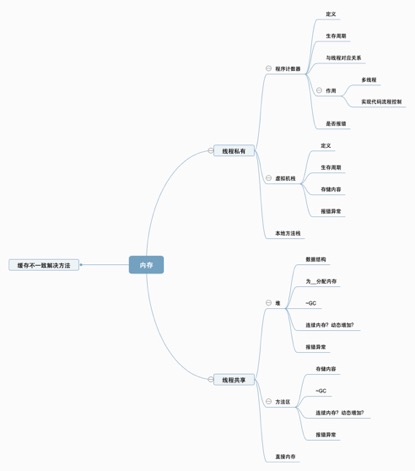 定义
生存周期
程序计数器
与线程对应关系
多线程
作用
实现代码流程控制
是否报错
线程私有
定义
生存周期
虚拟机栈
存储内容
报错异常
本地方法栈
缓存不一致解决方法
内存
数据结构
为__分配内存
堆
~GC
连续内存？动态增加？
报错异常
线程共享
存储内容
~GC
方法区
连续内存？动态增加？
报错异常
直接内存